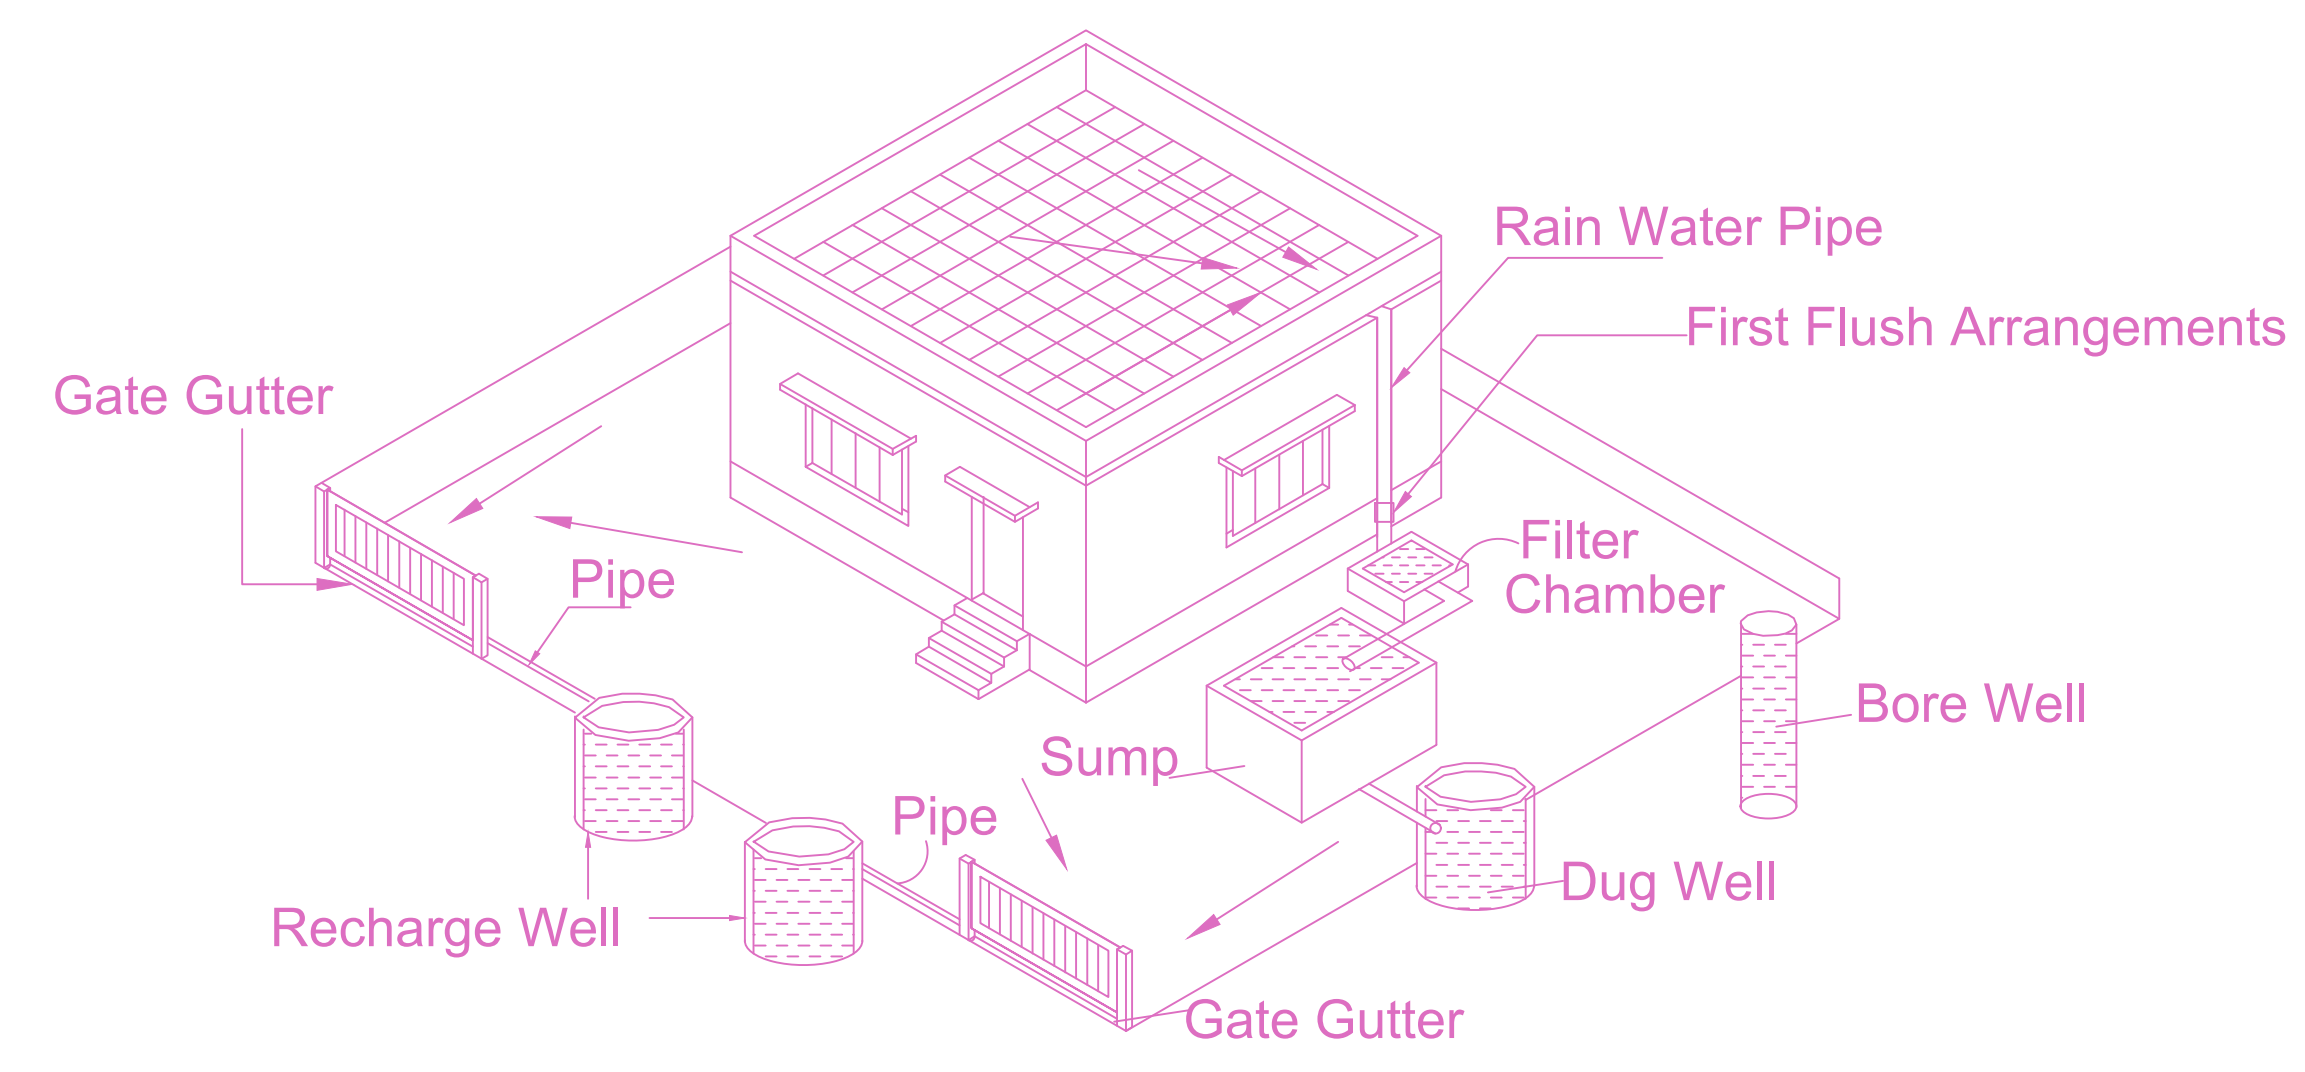 Rain Water Pipe
First Flush Arrangements
Gate Gutter
Filter
Chamber
Pipe
Bore Well
Sump
Pipe
Dug Well
Recharge Well
Gate Gutter